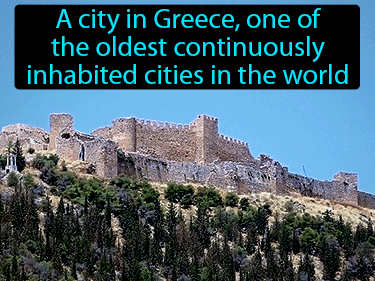 A city in Greece, one of
the oldest continuously
inhabited cities in the world